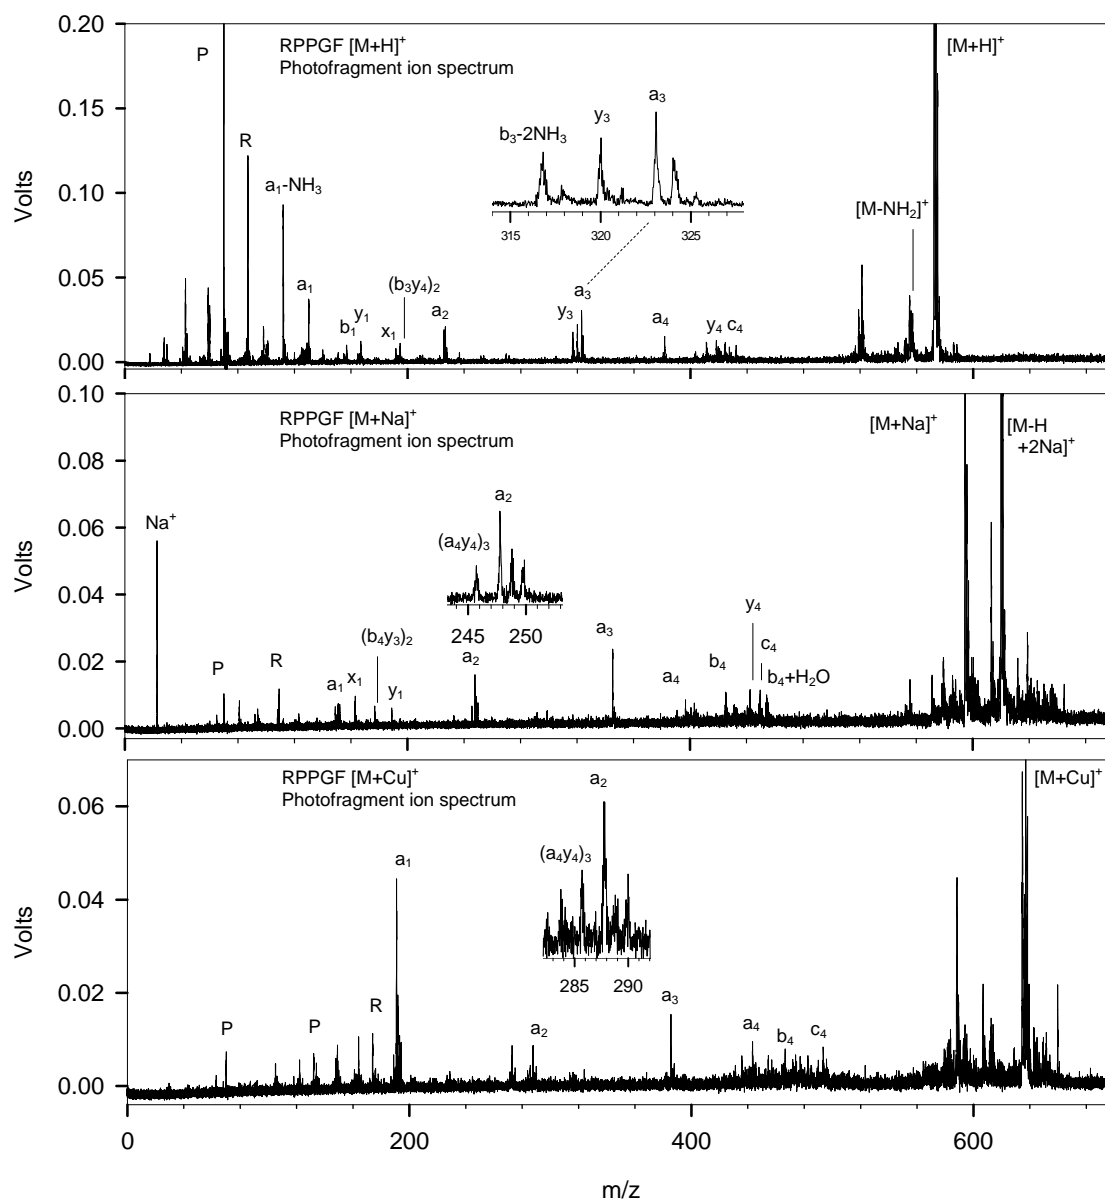 0.20
0.15
0.10
0.05
0.00
Volts
RPPGF [M+H]⁺
Photofragment ion spectrum
P
R
a₁-NH₃
a₁
b₁
y₁
x₁
(b₃y₄)₂
a₂
b₃-2NH₃
y₃
a₃
315
320
325
y₃
a₃
a₄
y₄
c₄
[M-NH₂]⁺
[M+H]⁺
0.10
0.08
0.06
0.04
0.02
0.00
Volts
RPPGF [M+Na]⁺
Photofragment ion spectrum
Na⁺
P
R
a₁
x₁
(b₄y₃)₂
y₁
a₂
(a₄y₄)₃
a₂
245
250
a₃
a₄
b₄
y₄
c₄
b₄+H₂O
[M+Na]⁺
[M-H
+2Na]⁺
0.06
0.04
0.02
0.00
Volts
RPPGF [M+Cu]⁺
Photofragment ion spectrum
P
P
R
a₁
a₂
(a₄y₄)₃
a₂
285
290
a₃
a₄
b₄
c₄
[M+Cu]⁺
0
200
400
600
m/z